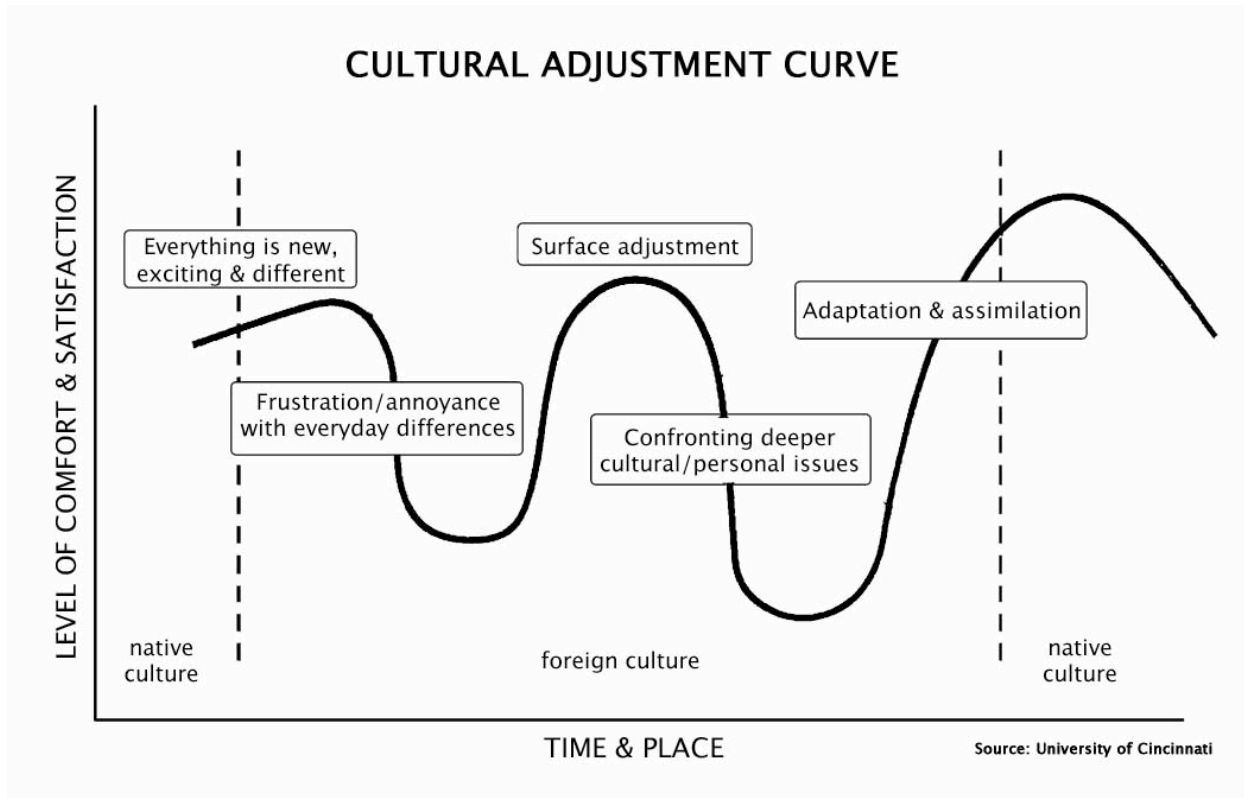 CULTURAL ADJUSTMENT CURVE
LEVEL OF COMFORT & SATISFACTION
Everything is new,
exciting & different
Frustration/annoyance
with everyday differences
Surface adjustment
Confronting deeper
cultural/personal issues
Adaptation & assimilation
native
culture
foreign culture
native
culture
TIME & PLACE
Source: University of Cincinnati